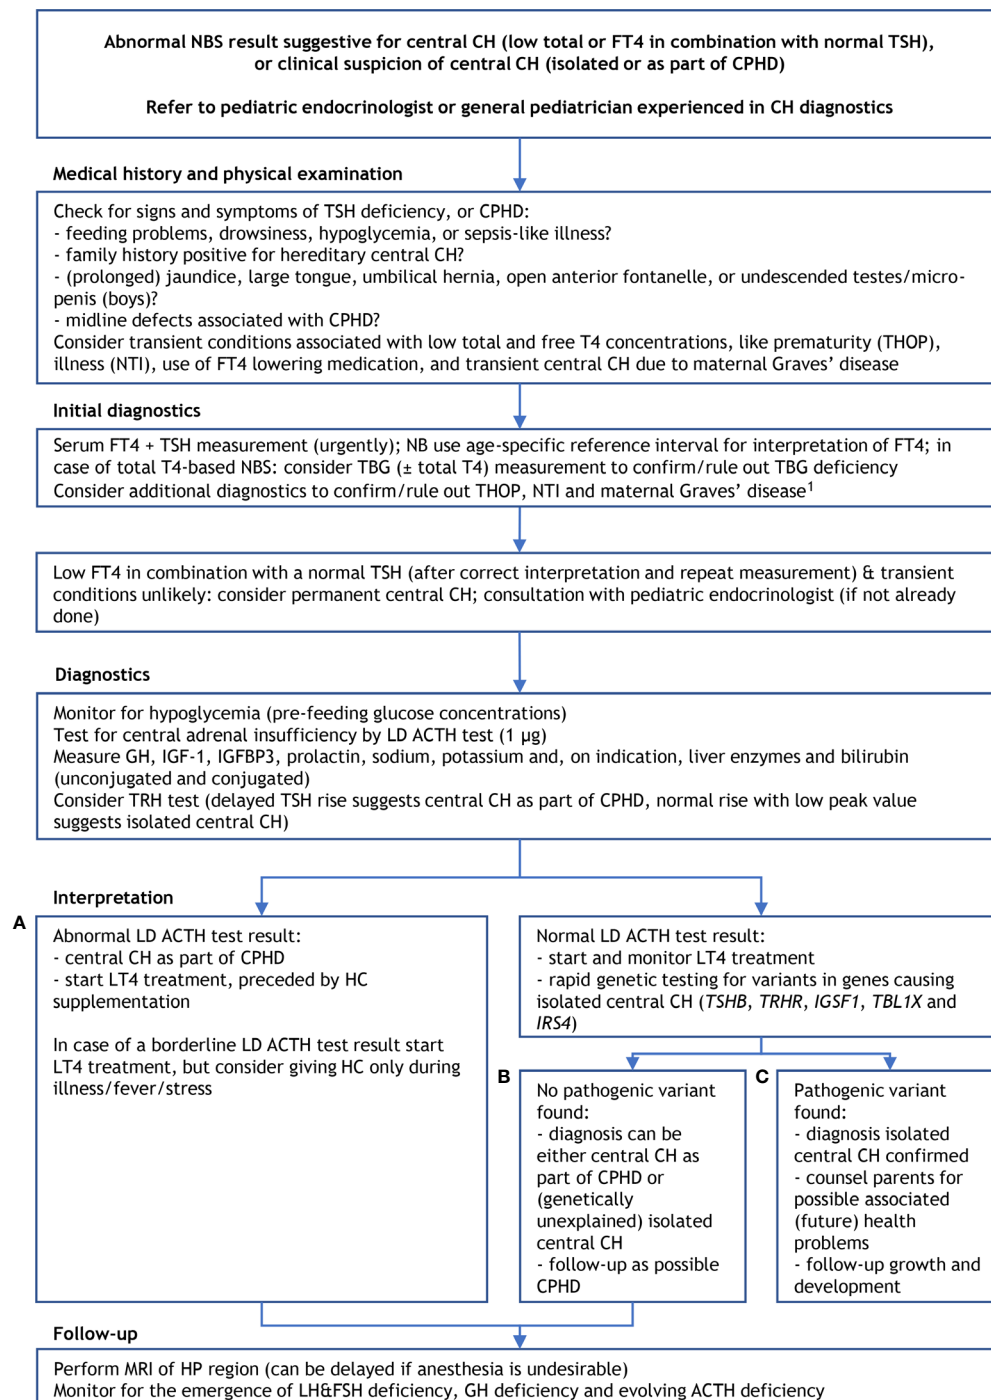 Abnormal NBS result suggestive for central CH (low total or FT4 in combination with normal TSH),
or clinical suspicion of central CH (isolated or as part of CPHD)
Refer to pediatric endocrinologist or general pediatrician experienced in CH diagnostics
Medical history and physical examination
Check for signs and symptoms of TSH deficiency, or CPHD:
- feeding problems, drowsiness, hypoglycemia, or sepsis-like illness?
- family history positive for hereditary central CH?
- (prolonged) jaundice, large tongue, umbilical hernia, open anterior fontanelle, or undescended testes/micro-
penis (boys)?
- midline defects associated with CPHD?
Consider transient conditions associated with low total and free T4 concentrations, like prematurity (THOP),
illness (NTI), use of FT4 lowering medication, and transient central CH due to maternal Graves’ disease
Initial diagnostics
Serum FT4 + TSH measurement (urgently); NB use age-specific reference interval for interpretation of FT4; in
case of total T4-based NBS: consider TBG (± total T4) measurement to confirm/rule out TBG deficiency
Consider additional diagnostics to confirm/rule out THOP, NTI and maternal Graves’ disease¹
Low FT4 in combination with a normal TSH (after correct interpretation and repeat measurement) & transient
conditions unlikely: consider permanent central CH; consultation with pediatric endocrinologist (if not already
done)
Diagnostics
Monitor for hypoglycemia (pre-feeding glucose concentrations)
Test for central adrenal insufficiency by LD ACTH test (1 µg)
Measure GH, IGF-1, IGFBP3, prolactin, sodium, potassium and, on indication, liver enzymes and bilirubin
(unconjugated and conjugated)
Consider TRH test (delayed TSH rise suggests central CH as part of CPHD, normal rise with low peak value
suggests isolated central CH)
Interpretation
A
Abnormal LD ACTH test result:
- central CH as part of CPHD
- start LT4 treatment, preceded by HC
supplementation
In case of a borderline LD ACTH test result start
LT4 treatment, but consider giving HC only during
illness/fever/stress
Normal LD ACTH test result:
- start and monitor LT4 treatment
- rapid genetic testing for variants in genes causing
isolated central CH (TSHB, TRHR, IGSF1, TBL1X and
IRS4)
B
No pathogenic variant
found:
- diagnosis can be
either central CH as
part of CPHD or
(genetically
unexplained) isolated
central CH
- follow-up as possible
CPHD
C
Pathogenic variant
found:
- diagnosis isolated
central CH confirmed
- counsel parents for
possible associated
(future) health
problems
- follow-up growth and
development
Follow-up
Perform MRI of HP region (can be delayed if anesthesia is undesirable)
Monitor for the emergence of LH&FSH deficiency, GH deficiency and evolving ACTH deficiency